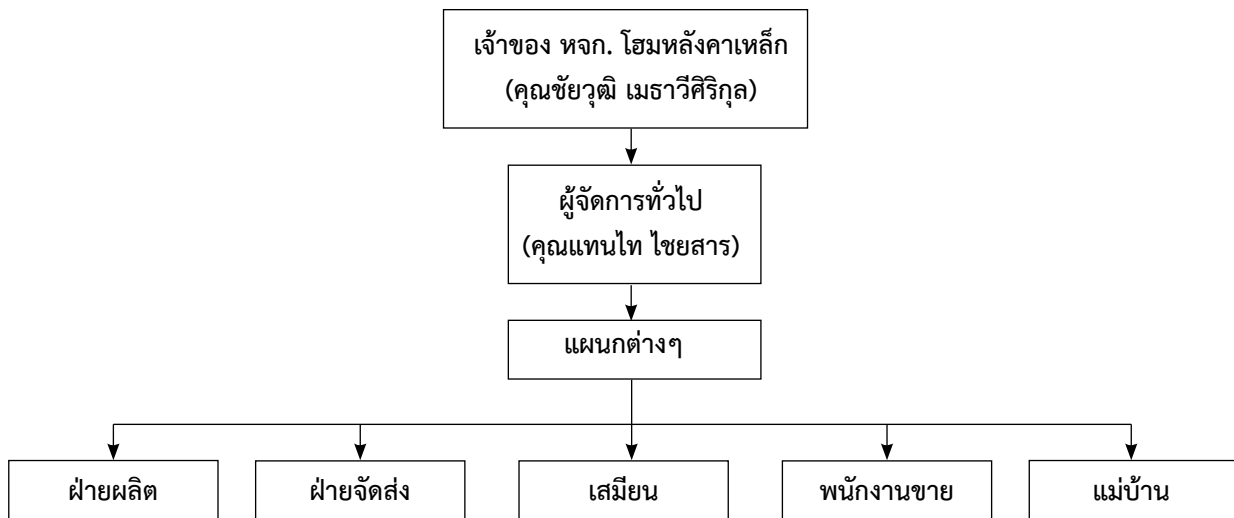 เจ้าของ หจก. โฮมหลังคาเหล็ก
(คุณชัยวุฒิ เมธาวีศิริกุล)
ผู้จัดการทั่วไป
(คุณแทนไท ไชยสาร)
แผนกต่างๆ
ฝ่ายผลิต
ฝ่ายจัดส่ง
เสมียน
พนักงานขาย
แม่บ้าน